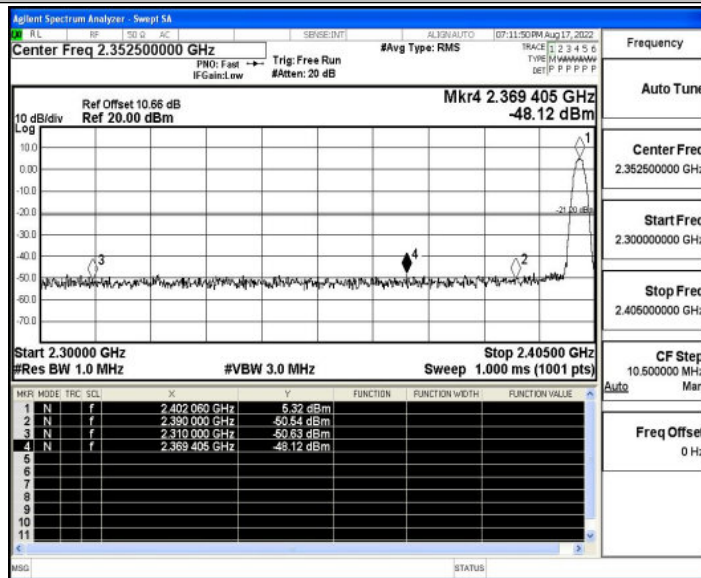 Agilent Spectrum Analyzer - Swept SA
RL RF 50 Ω AC SENSE:INT ALIGN AUTO 07:11:50 PM Aug 17, 2022
Center Freq 2.352500000 GHz
PNO: Fast
IFGain:Low
Trig: Free Run
#Atten: 20 dB
#Avg Type: RMS
TRACE 1 2 3 4 5 6
TYPE M
DET P P P P P P
Frequency
Auto Tune
Center Freq
2.352500000 GHz
Start Freq
2.300000000 GHz
Stop Freq
2.405000000 GHz
CF Step
10.500000 MHz
Auto Man
Freq Offset
0 Hz
Mkr4 2.369 405 GHz
-48.12 dBm
Ref Offset 10.66 dB
10 dB/div Ref 20.00 dBm
Log
10.0
0.00
-10.0
-20.0
-30.0
-40.0
-50.0
-60.0
-70.0
1
-21.20 dBm
3
4
2
Start 2.30000 GHz Stop 2.40500 GHz
#Res BW 1.0 MHz #VBW 3.0 MHz Sweep 1.000 ms (1001 pts)
MKR MODE TRC SCL X Y FUNCTION FUNCTION WIDTH FUNCTION VALUE
1 N f 2.402 060 GHz 5.32 dBm
2 N f 2.390 000 GHz -50.54 dBm
3 N f 2.310 000 GHz -50.63 dBm
4 N f 2.369 405 GHz -48.12 dBm
5
6
7
8
9
10
11
MSG STATUS